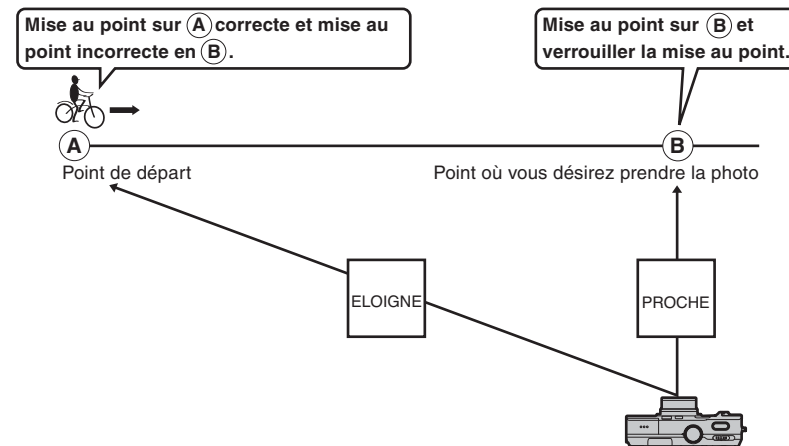 Mise au point sur A correcte et mise au
point incorrecte en B.
Mise au point sur B et
verrouiller la mise au point.
A
B
Point de départ
Point où vous désirez prendre la photo
ELOIGNE
PROCHE